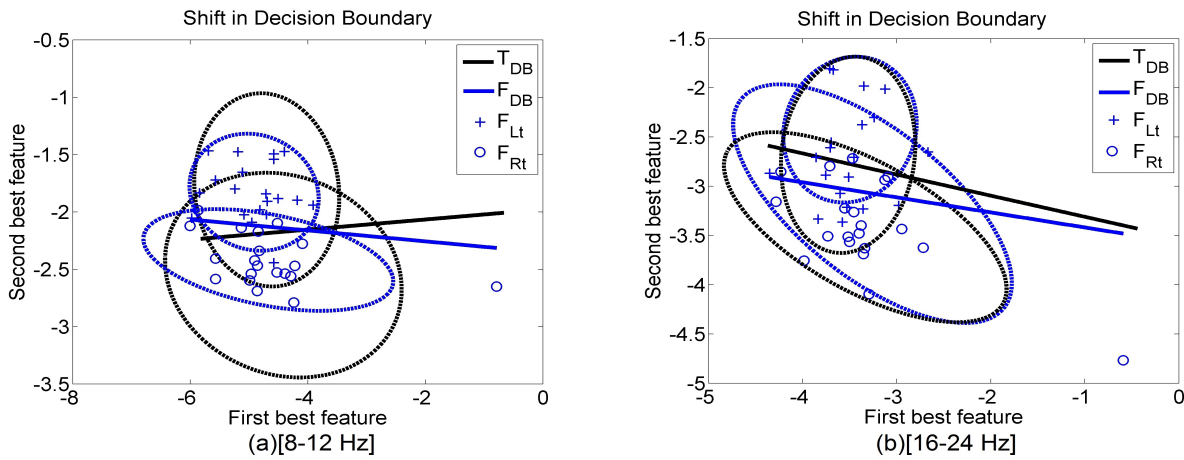 Shift in Decision Boundary
-0.5
-1
-1.5
-2
-2.5
-3
-3.5
Second best feature
-8
-6
-4
-2
0
First best feature
T_DB
F_DB
F_Lt
F_Rt
(a)[8-12 Hz]
Shift in Decision Boundary
-1.5
-2
-2.5
-3
-3.5
-4
-4.5
-5
Second best feature
-5
-4
-3
-2
-1
0
First best feature
T_DB
F_DB
F_Lt
F_Rt
(b)[16-24 Hz]